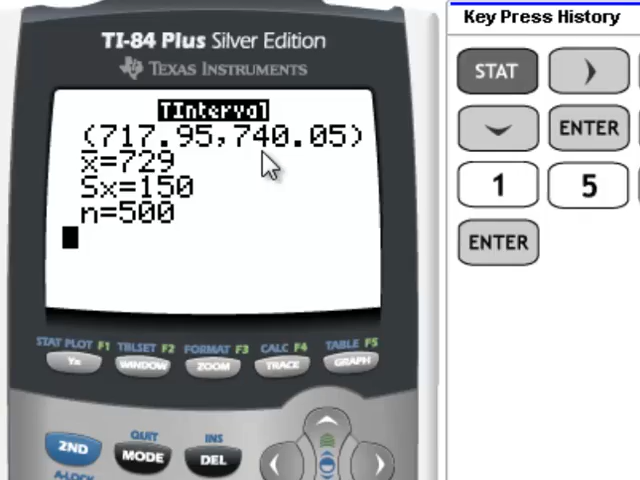 Key Press History
TI-84 Plus Silver Edition
TEXAS INSTRUMENTS
STAT
ENTER
1 5
ENTER
TInterval
(717.95,740.05)
x̄=729
Sx=150
n=500
STAT PLOT F1 TBLSET F2 FORMAT F3 CALC F4 TABLE F5
Y= WINDOW ZOOM TRACE GRAPH
QUIT INS
2ND MODE DEL
A-LOCK